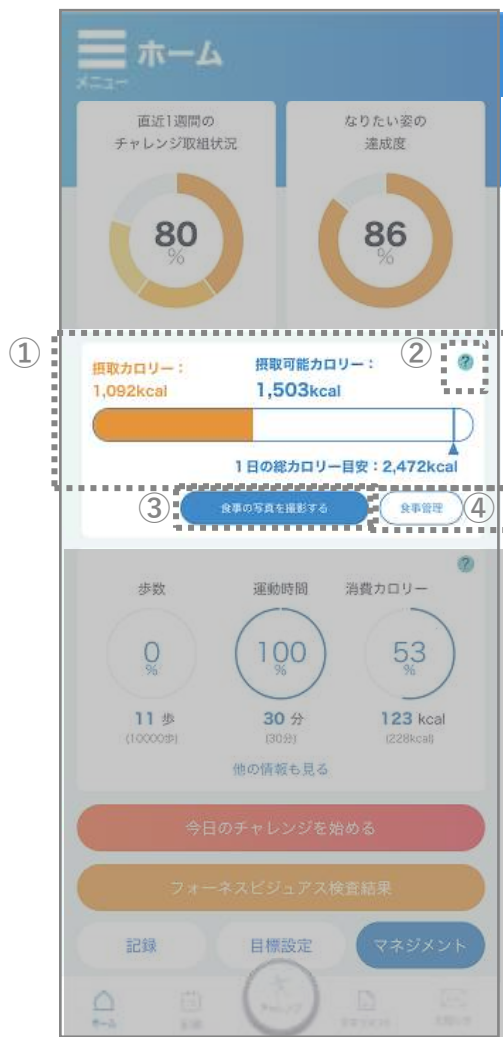 ホーム
メニュー
直近1週間の
チャレンジ取組状況
なりたい姿の
達成度
80
%
86
%
①
②
?
摂取カロリー：
1,092kcal
摂取可能カロリー：
1,503kcal
1日の総カロリー目安：2,472kcal
③
食事の写真を撮影する
食事管理
④
?
歩数
運動時間
消費カロリー
0
%
100
%
53
%
11 歩
30 分
123 kcal
(10000歩)
(30分)
(228kcal)
他の情報も見る
今日のチャレンジを始める
フォーネスビジュアス検査結果
記録
目標設定
マネジメント
ホーム
チャレンジ